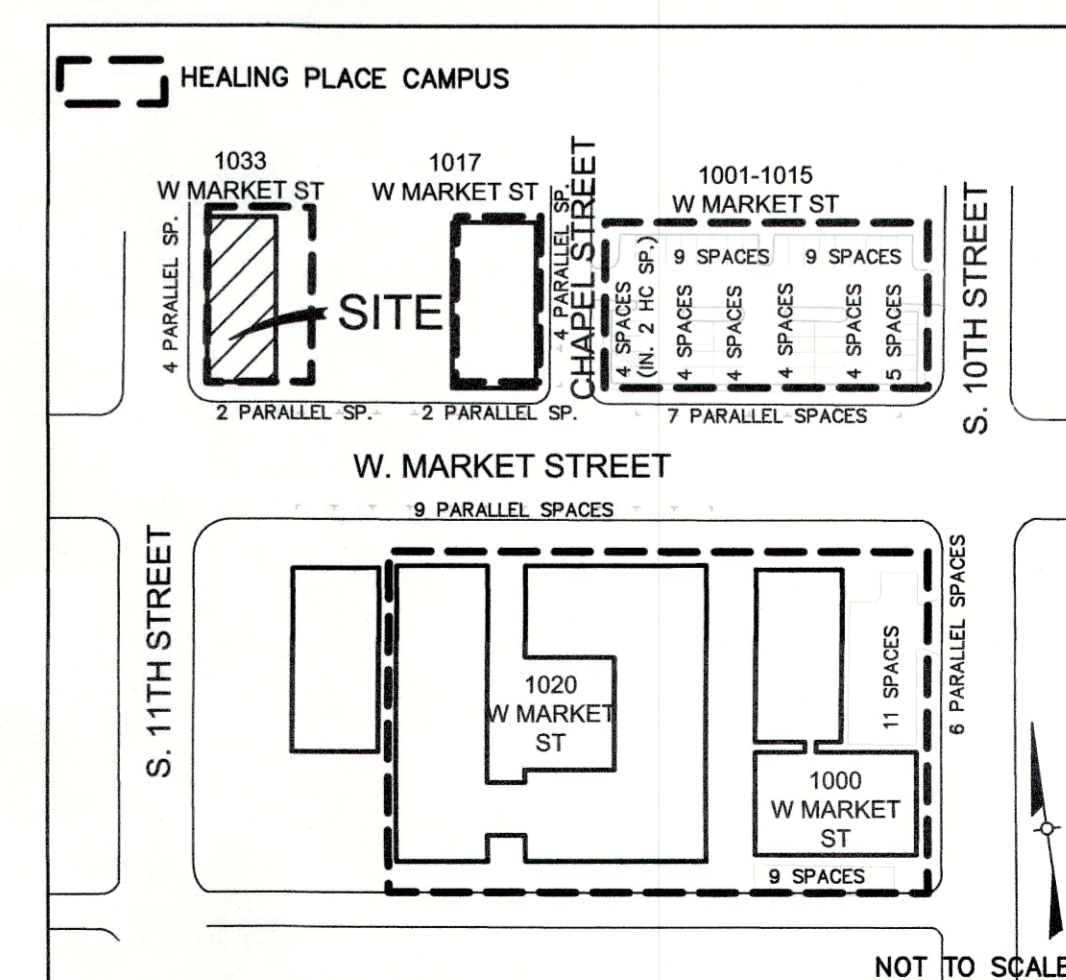 HEALING PLACE CAMPUS
1033
W MARKET ST
1017
W MARKET ST
1001-1015
W MARKET ST
4 PARALLEL SP.
SITE
4 PARALLEL SP.
CHAPEL STREET
9 SPACES
9 SPACES
4 SPACES
(IN. 2 HC SP.)
4 SPACES
4 SPACES
4 SPACES
4 SPACES
5 SPACES
S. 10TH STREET
2 PARALLEL SP.
2 PARALLEL SP.
7 PARALLEL SPACES
W. MARKET STREET
9 PARALLEL SPACES
S. 11TH STREET
1020
W MARKET
ST
11 SPACES
6 PARALLEL SPACES
1000
W MARKET
ST
9 SPACES
NOT TO SCALE